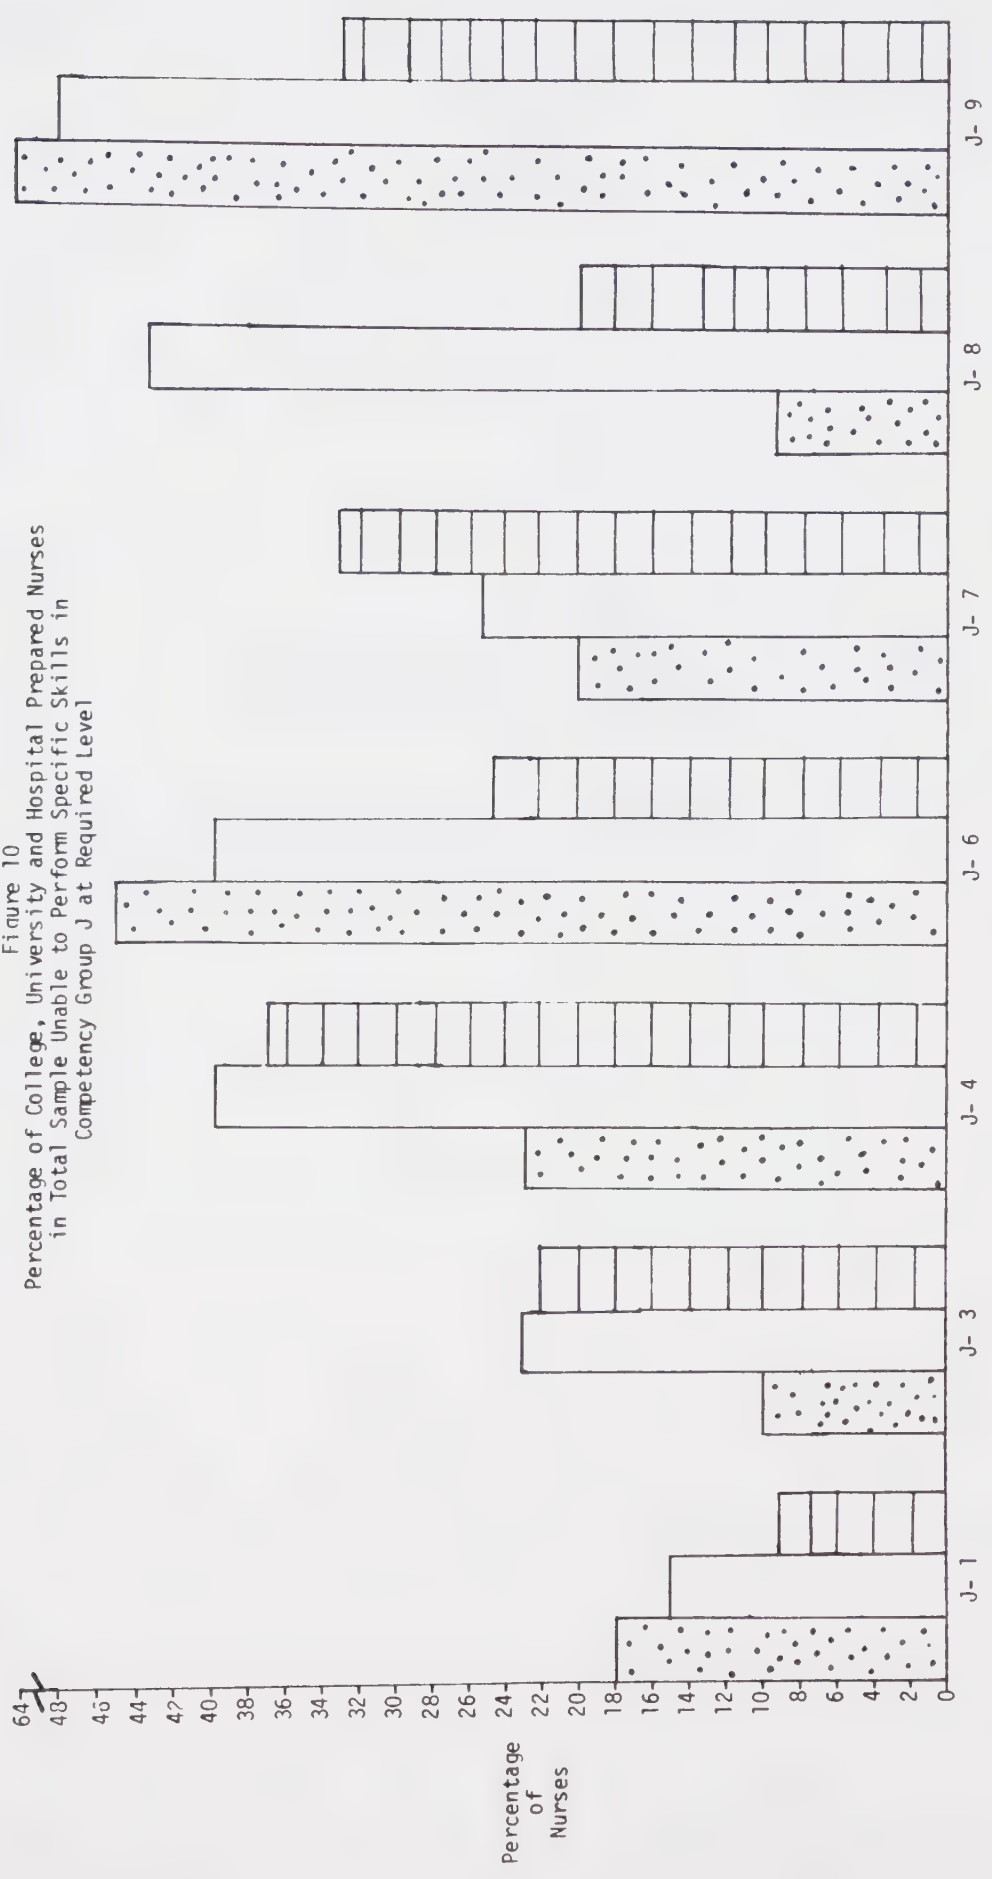 Figure 10
Percentage of College, University and Hospital Prepared Nurses
in Total Sample Unable to Perform Specific Skills in
Competency Group J at Required Level
64
48
46
44
42
40
38
36
34
32
30
28
26
24
22
20
18
16
14
12
10
8
6
4
2
0
Percentage
of
Nurses
J- 1
J- 3
J- 4
J- 6
J- 7
J- 8
J- 9